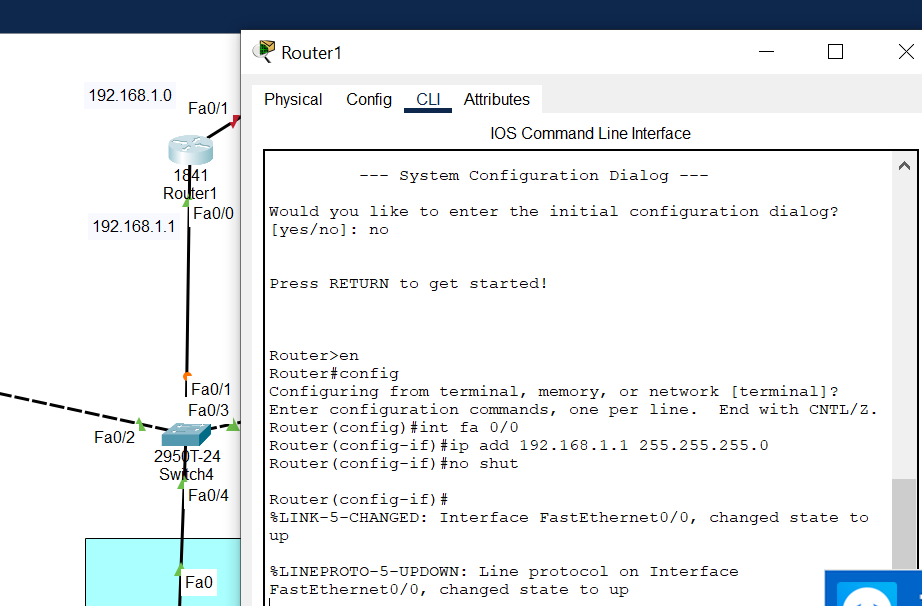 Router1
Physical Config CLI Attributes
IOS Command Line Interface
--- System Configuration Dialog ---
Would you like to enter the initial configuration dialog?
[yes/no]: no
Press RETURN to get started!
Router>en
Router#config
Configuring from terminal, memory, or network [terminal]?
Enter configuration commands, one per line.  End with CNTL/Z.
Router(config)#int fa 0/0
Router(config-if)#ip add 192.168.1.1 255.255.255.0
Router(config-if)#no shut
Router(config-if)#
%LINK-5-CHANGED: Interface FastEthernet0/0, changed state to
up
%LINEPROTO-5-UPDOWN: Line protocol on Interface
FastEthernet0/0, changed state to up
192.168.1.0
Fa0/1
1841
Router1
Fa0/0
192.168.1.1
Fa0/1
Fa0/3
Fa0/2
2950T-24
Switch4
Fa0/4
Fa0